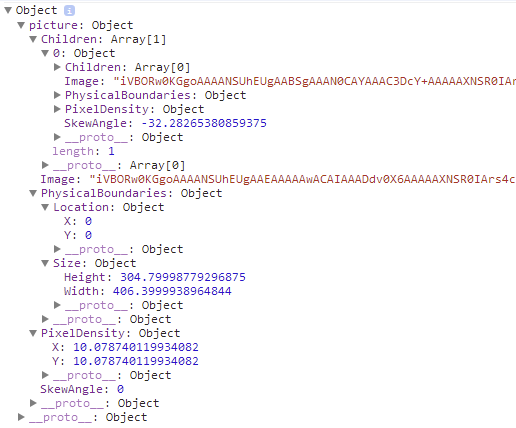 Object i
picture: Object
Children: Array[1]
0: Object
Children: Array[0]
Image: "iVBORw0KGgoAAAANSUhEUgAABSgAAAN0CAYAAAC3DcY+AAAAAXNSR0IAr
PhysicalBoundaries: Object
PixelDensity: Object
SkewAngle: -32.28265380859375
__proto__: Object
length: 1
__proto__: Array[0]
Image: "iVBORw0KGgoAAAANSUhEUgAAEAAAAAwACAIAAADdv0X6AAAAAXNSR0IArs4c
PhysicalBoundaries: Object
Location: Object
X: 0
Y: 0
__proto__: Object
Size: Object
Height: 304.79998779296875
Width: 406.3999938964844
__proto__: Object
__proto__: Object
PixelDensity: Object
X: 10.078740119934082
Y: 10.078740119934082
__proto__: Object
SkewAngle: 0
__proto__: Object
__proto__: Object